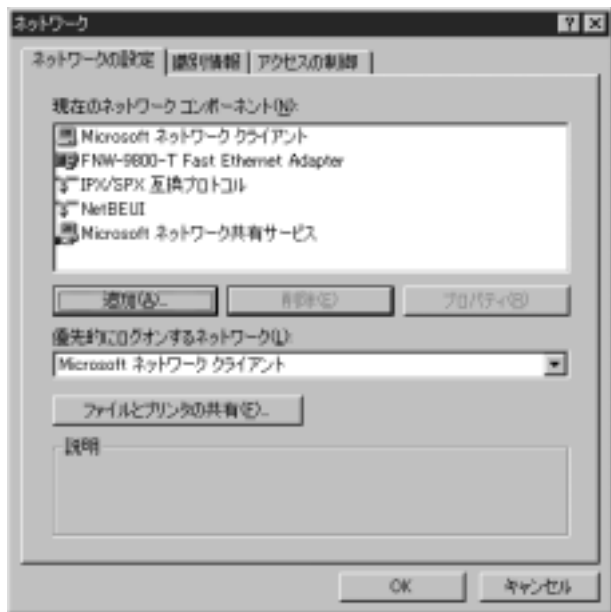 ネットワーク
ネットワークの設定 識別情報 アクセスの制御
現在のネットワーク コンポーネント(N):
Microsoft ネットワーク クライアント
FNW-9800-T Fast Ethernet Adapter
IPX/SPX 互換プロトコル
NetBEUI
Microsoft ネットワーク共有サービス
追加(A)... 削除(E) プロパティ(R)
優先的にログオンするネットワーク(L):
Microsoft ネットワーク クライアント
ファイルとプリンタの共有(F)...
説明
OK キャンセル